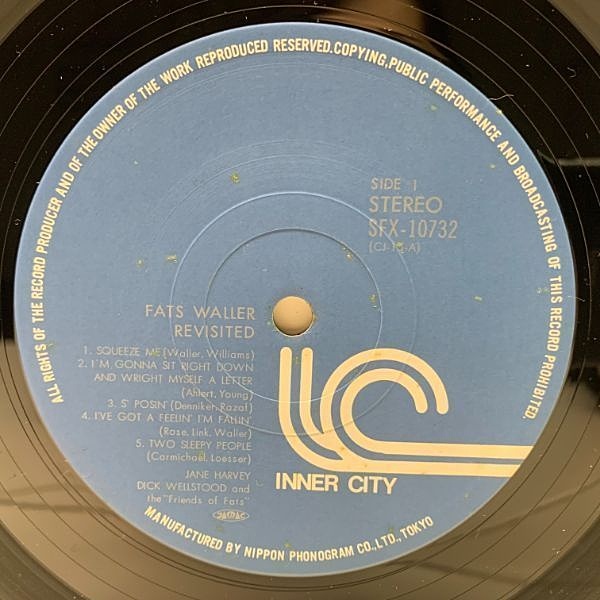 ALL RIGHTS OF THE RECORD PRODUCER AND OF THE OWNER OF THE WORK REPRODUCED RESERVED.COPYING.PUBLIC PERFORMANCE AND BROADCASTING OF THIS RECORD PROHIBITED.
SIDE 1
STEREO
SFX-10732
FATS WALLER
REVISITED
1. SQUEEZE ME (Waller, Williams)
2. I'M GONNA SIT RIGHT DOWN
AND WRIGHT MYSELF A LETTER
(Ahlert, Young)
3. S' POSIN' (Denniker, Razaf)
4. I'VE GOT A FEELIN' I'M FALLIN'
(Rose, Link, Waller)
5. TWO SLEEPY PEOPLE
(Carmichael, Loesser)
JANE HARVEY
DICK WELLSTOOD and
the "Friends of Fats"
INNER CITY
MANUFACTURED BY NIPPON PHONOGRAM CO.,LTD.,TOKYO